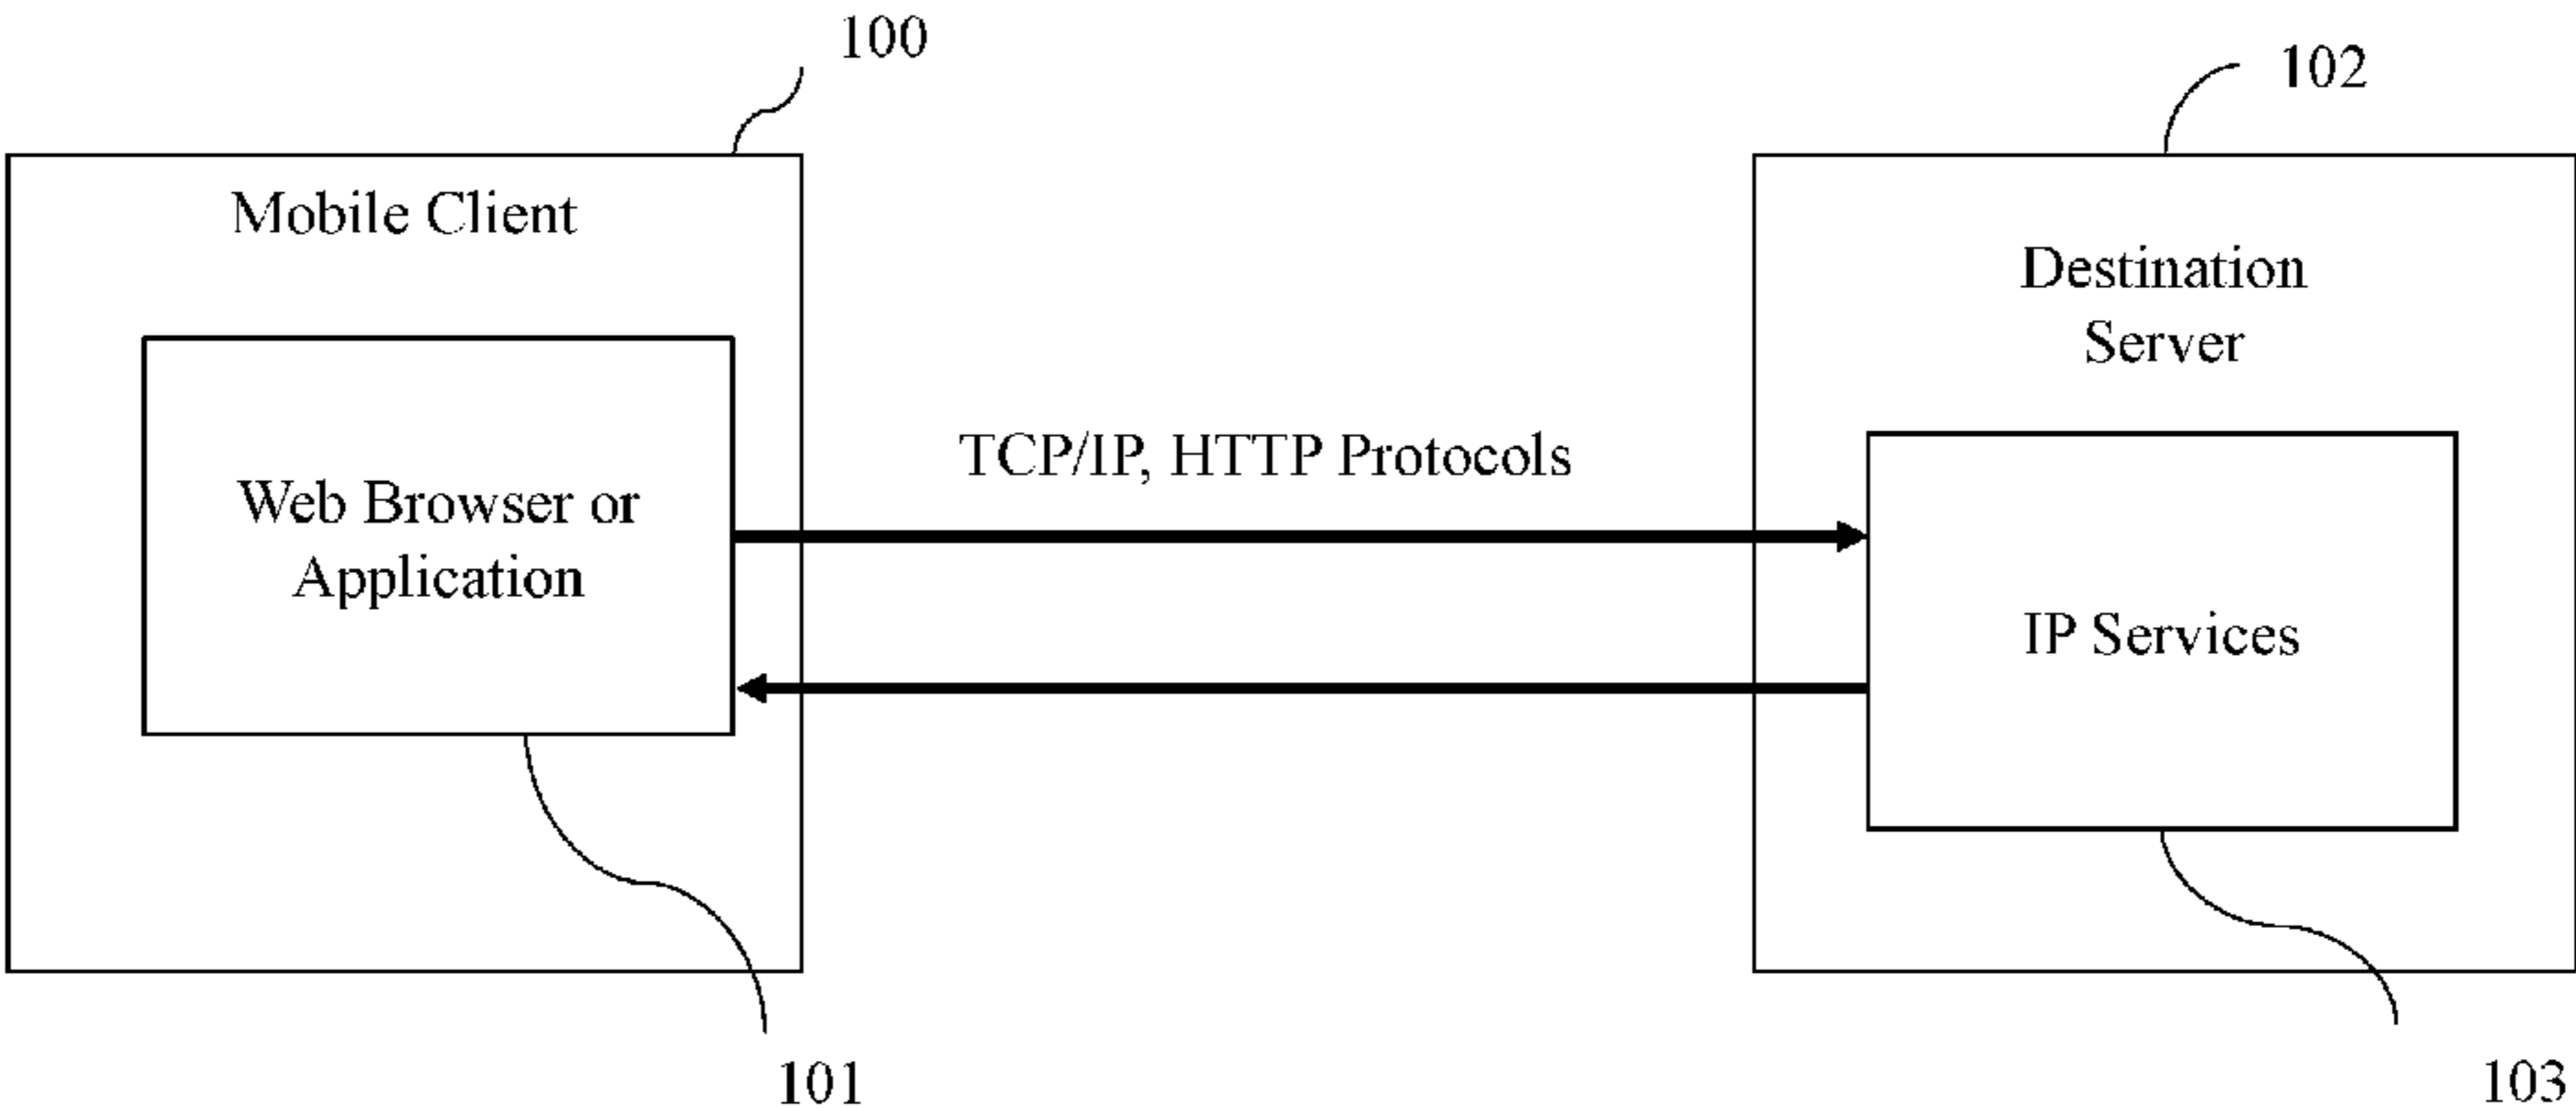 100
102
Mobile Client
Destination
Server
TCP/IP, HTTP Protocols
Web Browser or
Application
IP Services
101
103